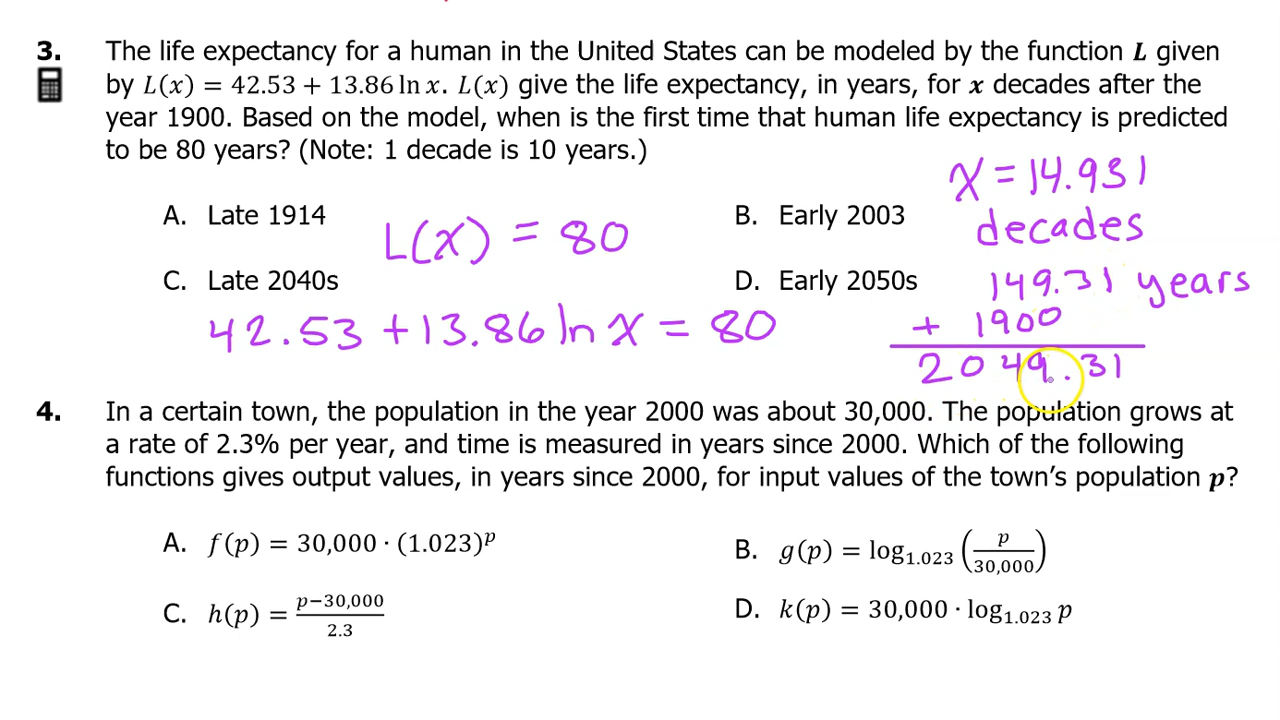 3. The life expectancy for a human in the United States can be modeled by the function L given
by L(x) = 42.53 + 13.86 ln x. L(x) give the life expectancy, in years, for x decades after the
year 1900. Based on the model, when is the first time that human life expectancy is predicted
to be 80 years? (Note: 1 decade is 10 years.)
x = 14.931
decades
A. Late 1914
B. Early 2003
L(x) = 80
C. Late 2040s
D. Early 2050s
149.31 years
42.53 + 13.86 ln x = 80
+ 1900
2049.31
4. In a certain town, the population in the year 2000 was about 30,000. The population grows at
a rate of 2.3% per year, and time is measured in years since 2000. Which of the following
functions gives output values, in years since 2000, for input values of the town's population p?
A. f(p) = 30,000 · (1.023)^p
B. g(p) = log₁.₀₂₃ (p/30,000)
C. h(p) = p−30,000/2.3
D. k(p) = 30,000 · log₁.₀₂₃ p